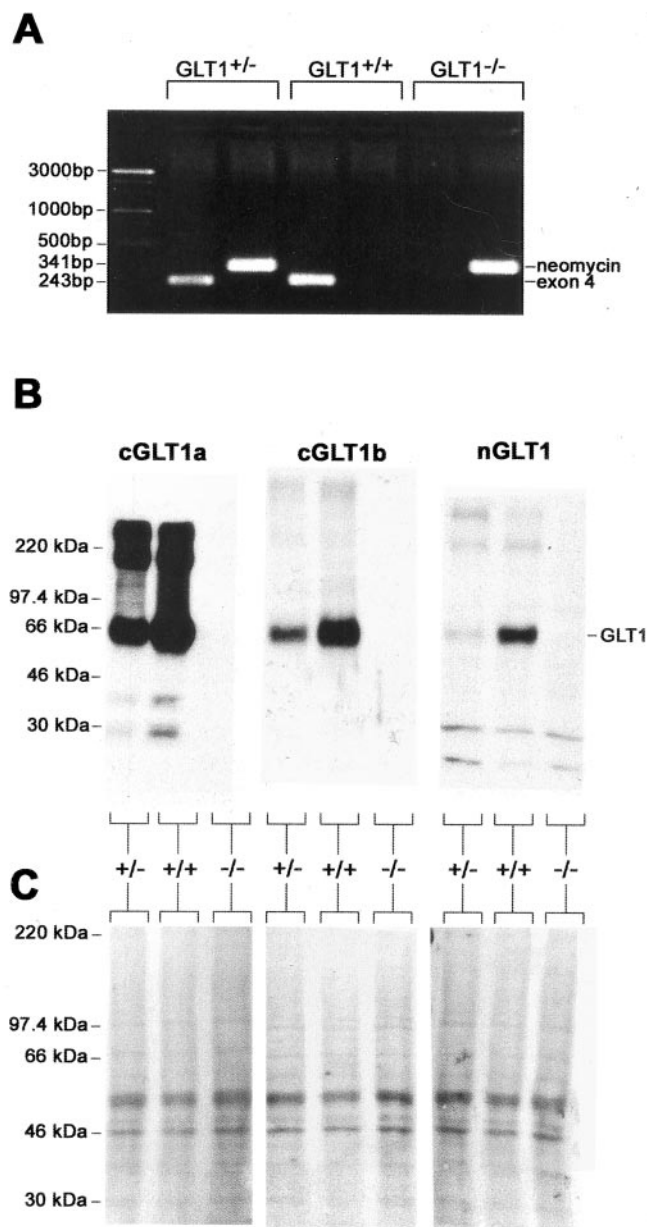 A
GLT1+/- GLT1+/+ GLT1-/-
3000bp
1000bp
500bp
341bp
243bp
neomycin
exon 4
B
cGLT1a cGLT1b nGLT1
220 kDa
97.4 kDa
66 kDa
46 kDa
30 kDa
GLT1
+/- +/+ -/- +/- +/+ -/- +/- +/+ -/-
C
220 kDa
97.4 kDa
66 kDa
46 kDa
30 kDa